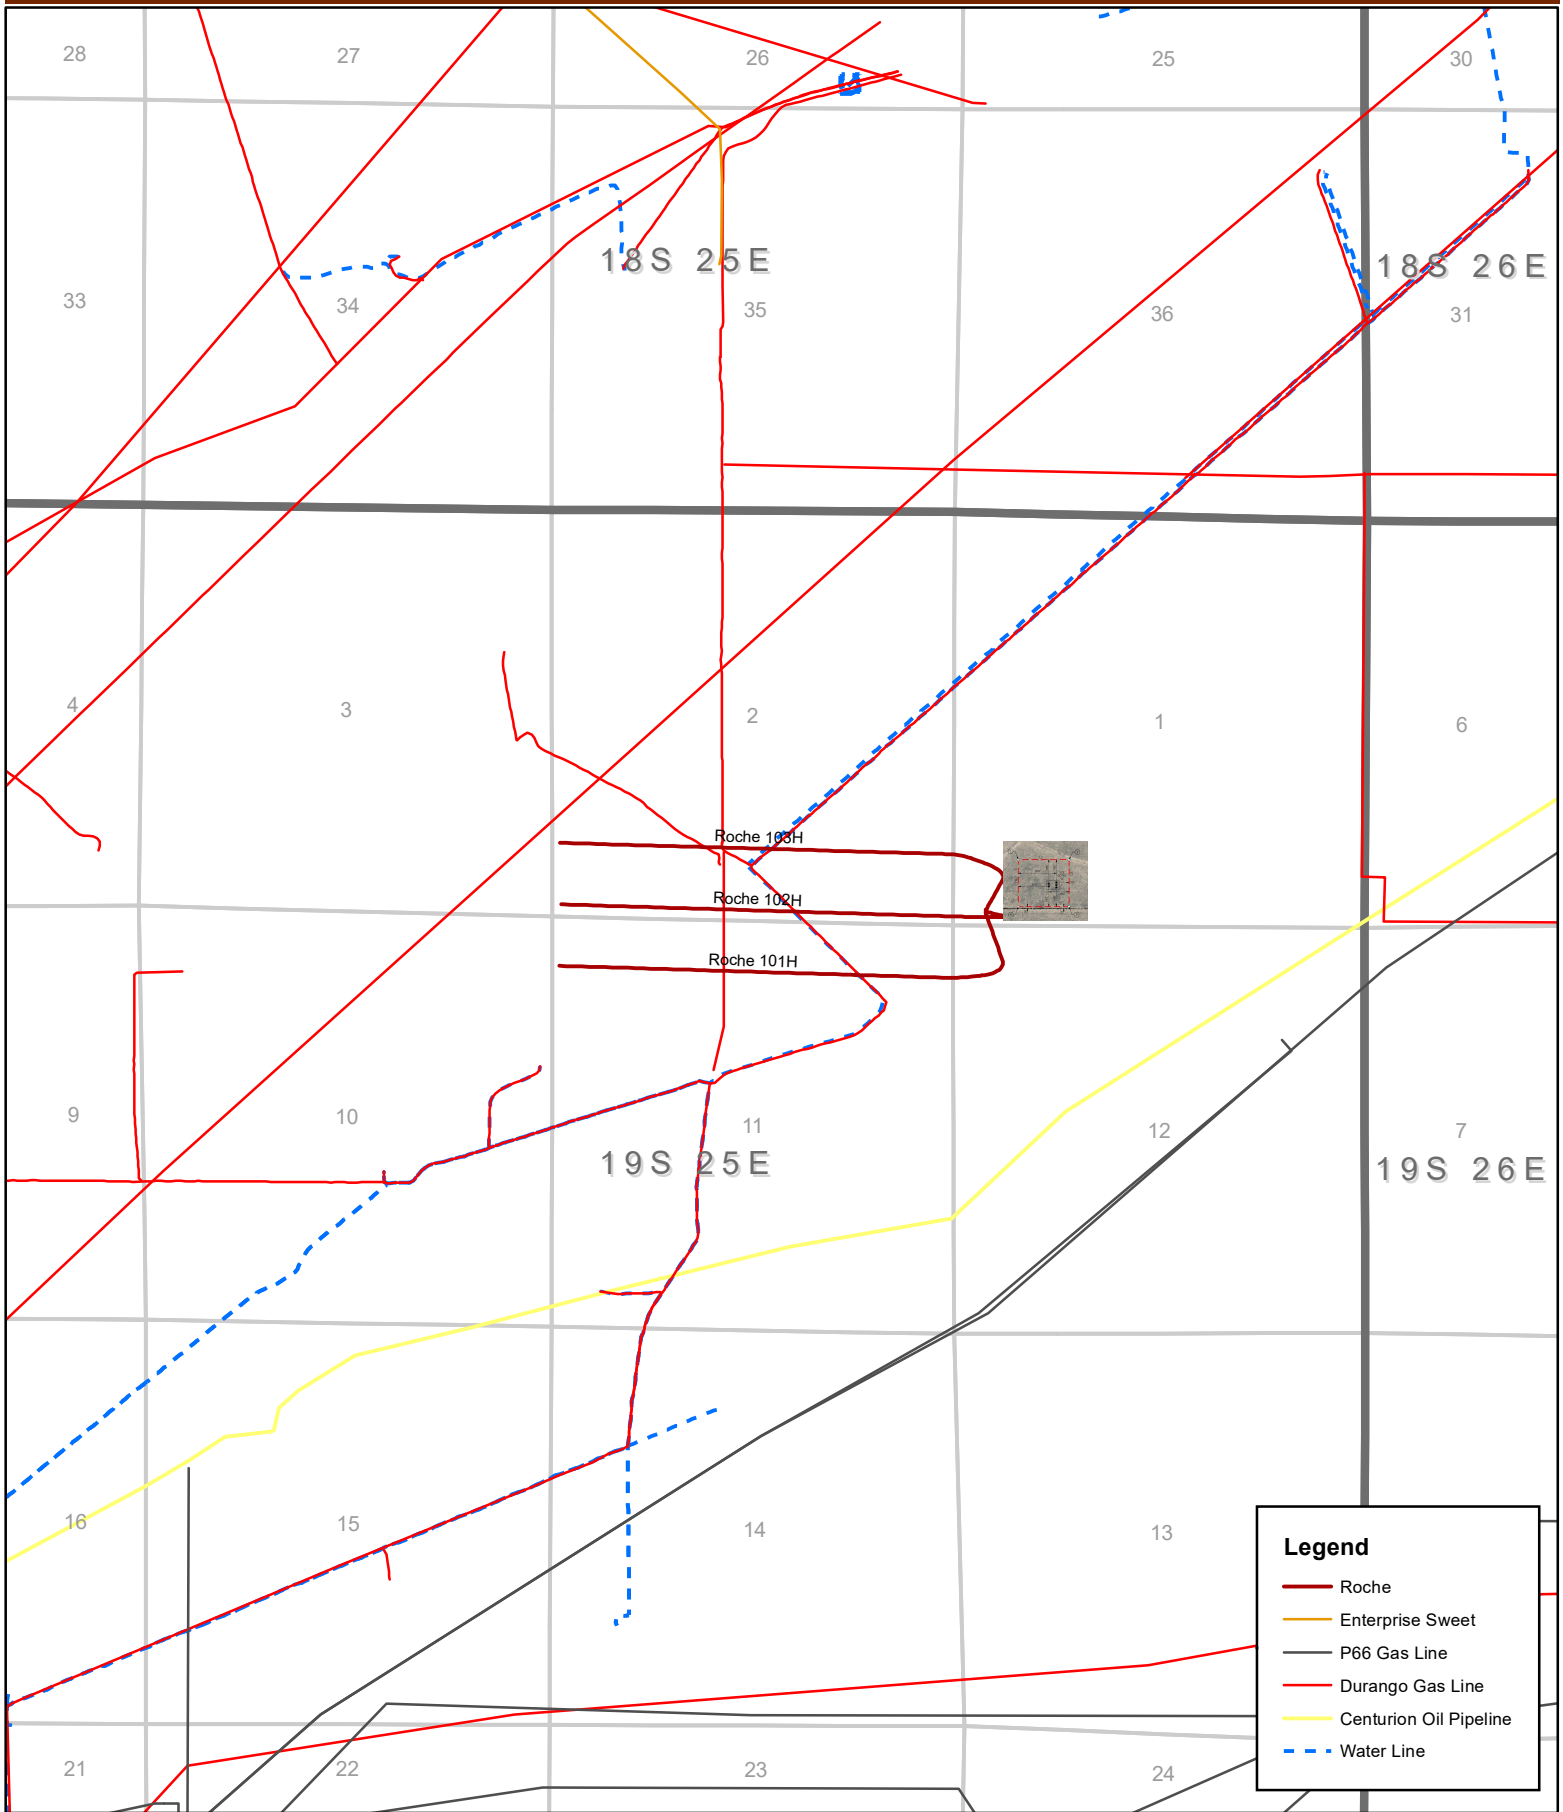 28
27
26
25
30
18S 25E
18S 26E
33
34
35
36
31
4
3
2
1
6
Roche 103H
Roche 102H
Roche 101H
9
10
11
12
7
19S 25E
19S 26E
16
15
14
13
Legend
Roche
Enterprise Sweet
P66 Gas Line
Durango Gas Line
Centurion Oil Pipeline
Water Line
21
22
23
24